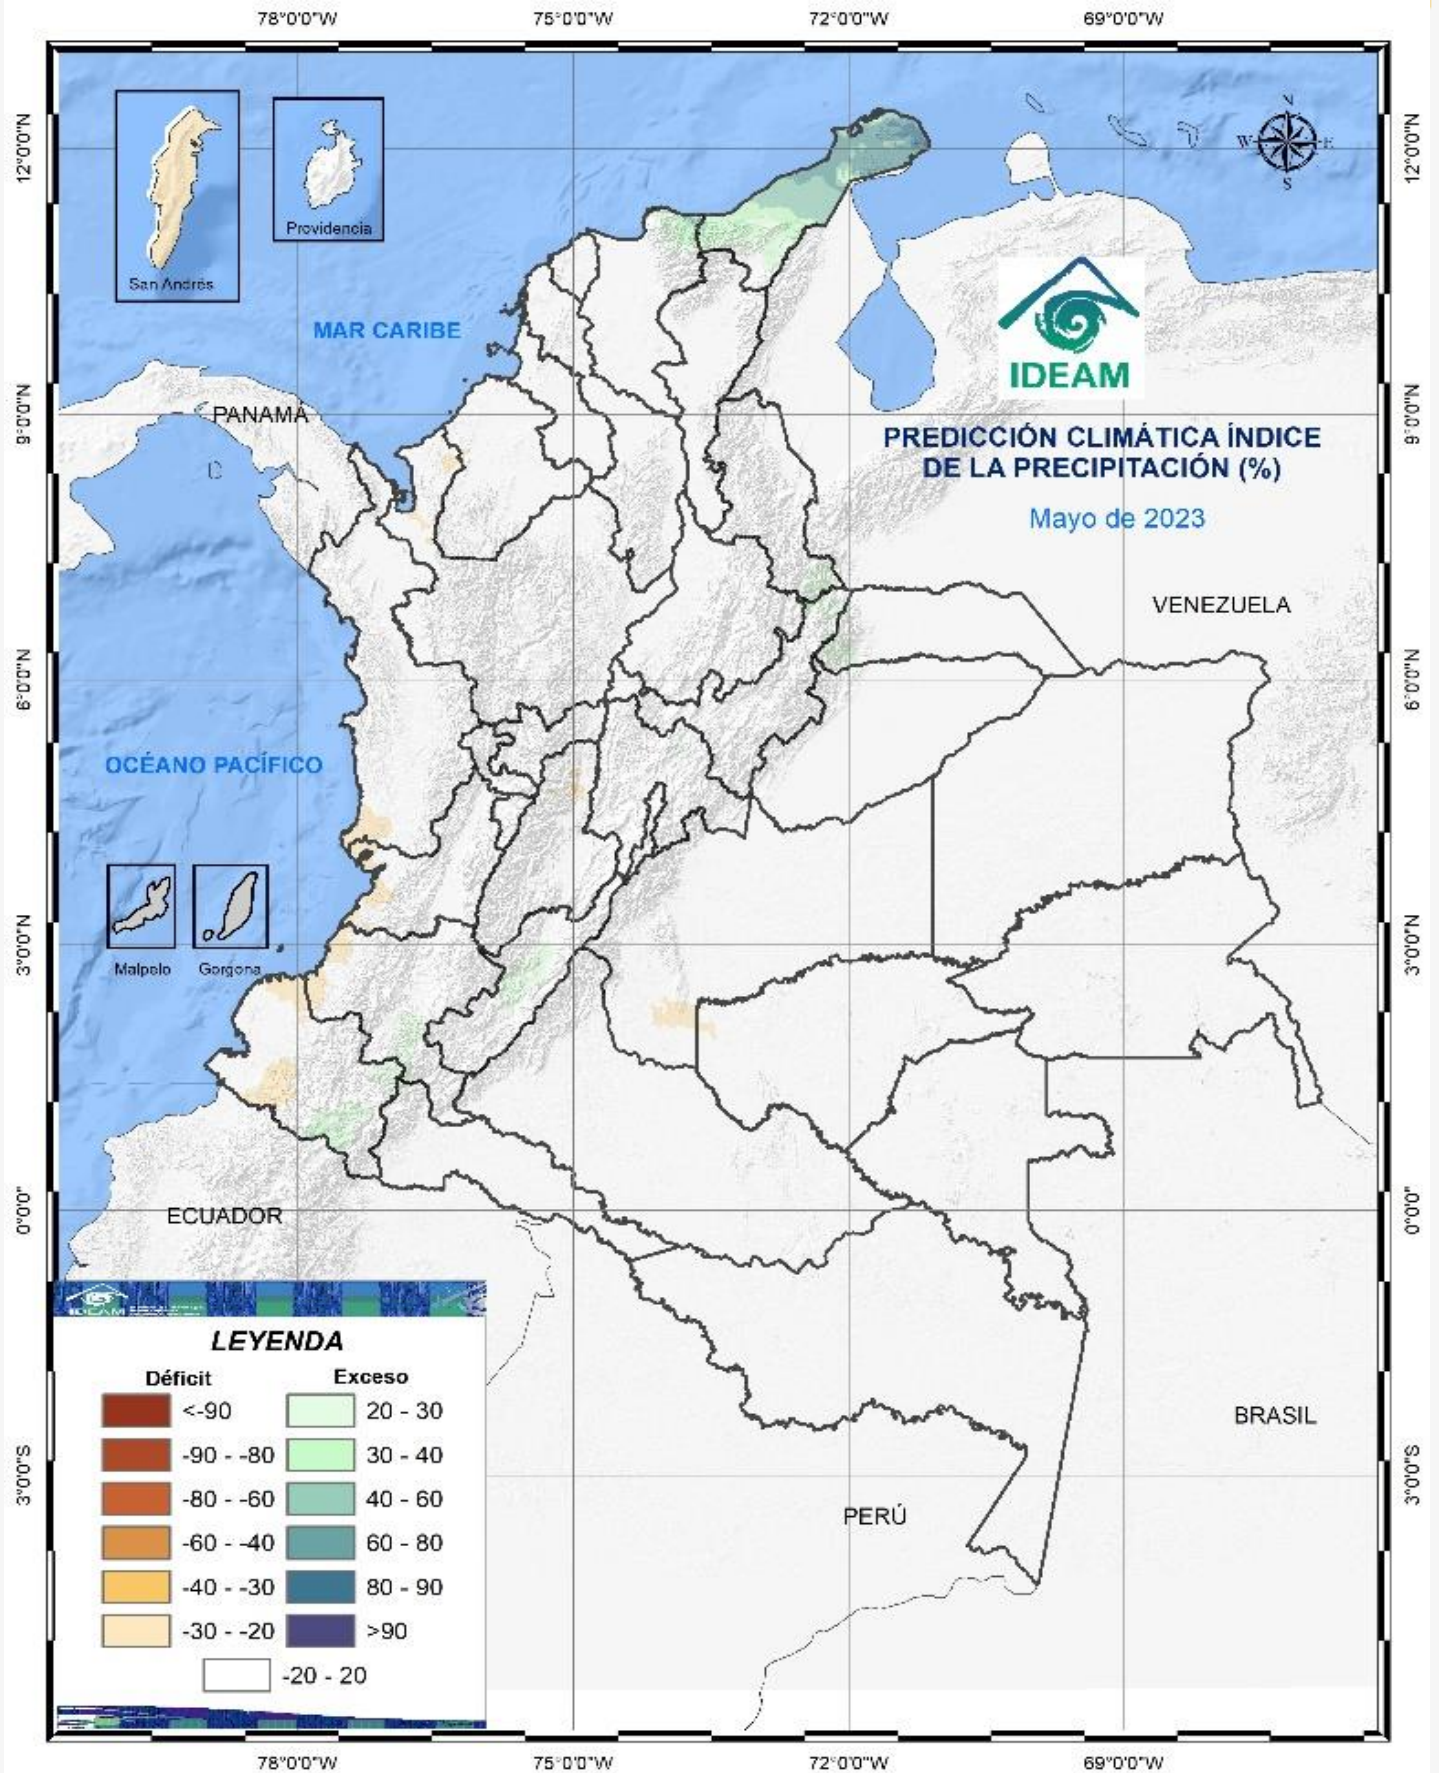 78°0'0"W 75°0'0"W 72°0'0"W 69°0'0"W
12°0'0"N
12°0'0"N
N
W E
S
San Andrés
Providencia
MAR CARIBE
IDEAM
9°0'0"N
9°0'0"N
PANAMÁ
PREDICCIÓN CLIMÁTICA ÍNDICE
DE LA PRECIPITACIÓN (%)
Mayo de 2023
VENEZUELA
6°0'0"N
6°0'0"N
OCÉANO PACÍFICO
3°0'0"N
3°0'0"N
Malpelo Gorgona
ECUADOR
0°0'0"
0°0'0"
IDEAM
LEYENDA
Déficit Exceso
<-90 20 - 30
-90 - -80 30 - 40
-80 - -60 40 - 60
-60 - -40 60 - 80
-40 - -30 80 - 90
-30 - -20 >90
-20 - 20
BRASIL
PERÚ
3°0'0"S
3°0'0"S
78°0'0"W 75°0'0"W 72°0'0"W 69°0'0"W